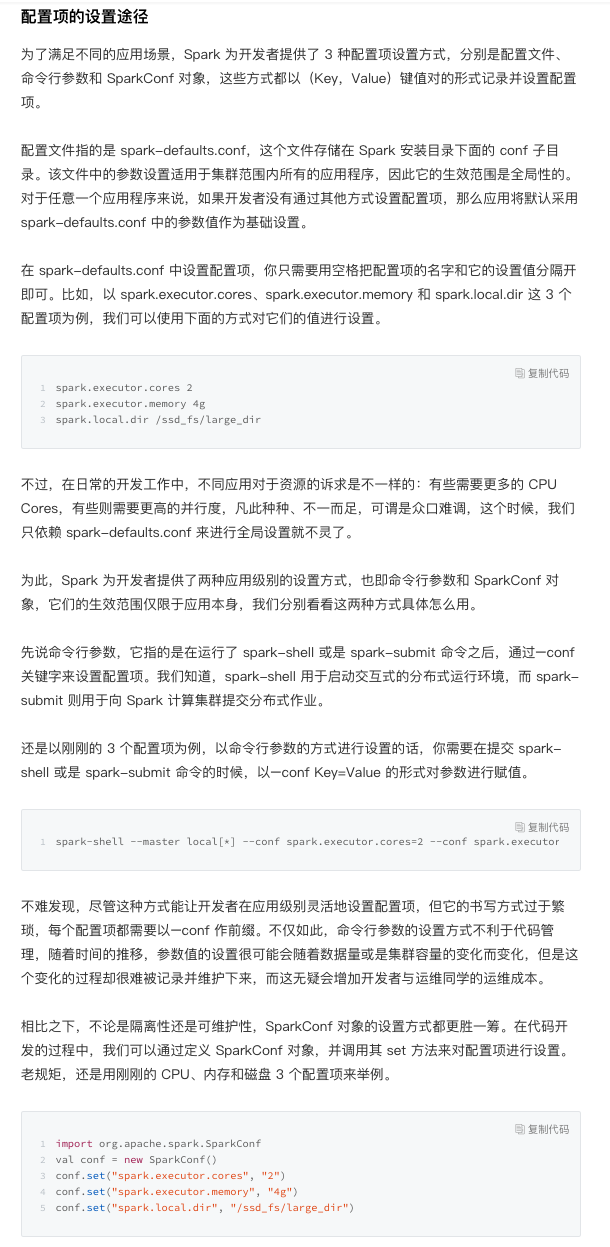 配置项的设置途径
为了满足不同的应用场景，Spark 为开发者提供了 3 种配置项设置方式，分别是配置文件、
命令行参数和 SparkConf 对象，这些方式都以（Key，Value）键值对的形式记录并设置配置
项。
配置文件指的是 spark-defaults.conf，这个文件存储在 Spark 安装目录下面的 conf 子目
录。该文件中的参数设置适用于集群范围内所有的应用程序，因此它的生效范围是全局性的。
对于任意一个应用程序来说，如果开发者没有通过其他方式设置配置项，那么应用将默认采用
spark-defaults.conf 中的参数值作为基础设置。
在 spark-defaults.conf 中设置配置项，你只需要用空格把配置项的名字和它的设置值分隔开
即可。比如，以 spark.executor.cores、spark.executor.memory 和 spark.local.dir 这 3 个
配置项为例，我们可以使用下面的方式对它们的值进行设置。
复制代码
1 spark.executor.cores 2
2 spark.executor.memory 4g
3 spark.local.dir /ssd_fs/large_dir
不过，在日常的开发工作中，不同应用对于资源的诉求是不一样的：有些需要更多的 CPU
Cores，有些则需要更高的并行度，凡此种种、不一而足，可谓是众口难调，这个时候，我们
只依赖 spark-defaults.conf 来进行全局设置就不灵了。
为此，Spark 为开发者提供了两种应用级别的设置方式，也即命令行参数和 SparkConf 对
象，它们的生效范围仅限于应用本身，我们分别看看这两种方式具体怎么用。
先说命令行参数，它指的是在运行了 spark-shell 或是 spark-submit 命令之后，通过—conf
关键字来设置配置项。我们知道，spark-shell 用于启动交互式的分布式运行环境，而 spark-
submit 则用于向 Spark 计算集群提交分布式作业。
还是以刚刚的 3 个配置项为例，以命令行参数的方式进行设置的话，你需要在提交 spark-
shell 或是 spark-submit 命令的时候，以—conf Key=Value 的形式对参数进行赋值。
复制代码
1 spark-shell --master local[*] --conf spark.executor.cores=2 --conf spark.executor
不难发现，尽管这种方式能让开发者在应用级别灵活地设置配置项，但它的书写方式过于繁
琐，每个配置项都需要以—conf 作前缀。不仅如此，命令行参数的设置方式不利于代码管
理，随着时间的推移，参数值的设置很可能会随着数据量或是集群容量的变化而变化，但是这
个变化的过程却很难被记录并维护下来，而这无疑会增加开发者与运维同学的运维成本。
相比之下，不论是隔离性还是可维护性，SparkConf 对象的设置方式都更胜一筹。在代码开
发的过程中，我们可以通过定义 SparkConf 对象，并调用其 set 方法来对配置项进行设置。
老规矩，还是用刚刚的 CPU、内存和磁盘 3 个配置项来举例。
复制代码
1 import org.apache.spark.SparkConf
2 val conf = new SparkConf()
3 conf.set("spark.executor.cores", "2")
4 conf.set("spark.executor.memory", "4g")
5 conf.set("spark.local.dir", "/ssd_fs/large_dir")